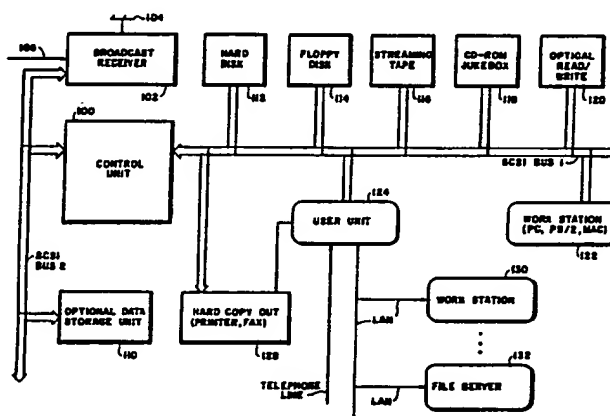 104
106
BROADCAST
RECEIVER
102
HARD
DISK
112
FLOPPY
DISK
114
STREAMING
TAPE
116
CD-ROM
JUKEBOX
118
OPTICAL
READ/
WRITE
120
100
CONTROL
UNIT
SCSI BUS 1
124
USER UNIT
WORK STATION
(PC, PS/2, MAC)
122
SCSI
BUS 2
OPTIONAL DATA
STORAGE UNIT
110
HARD COPY OUT
(PRINTER, FAX)
128
130
WORK STATION
LAN
LAN
132
FILE SERVER
TELEPHONE
LINE
LAN